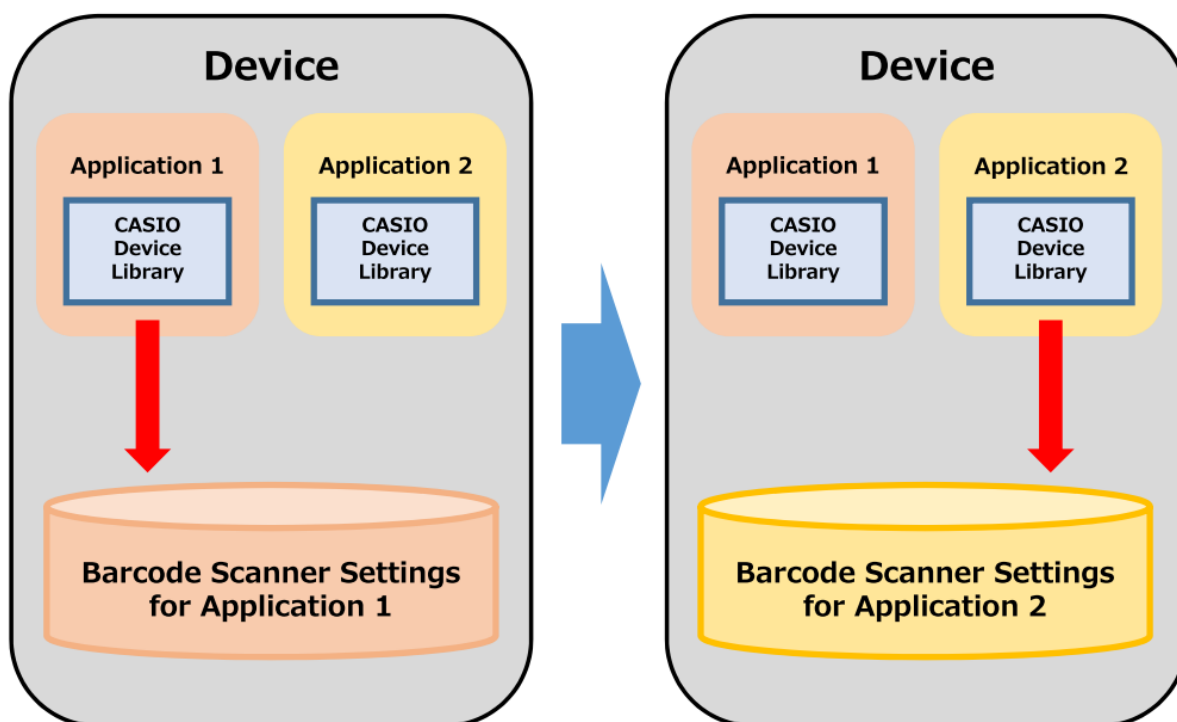 Device
Application 1
CASIO
Device
Library
Application 2
CASIO
Device
Library
Barcode Scanner Settings
for Application 1
Device
Application 1
CASIO
Device
Library
Application 2
CASIO
Device
Library
Barcode Scanner Settings
for Application 2